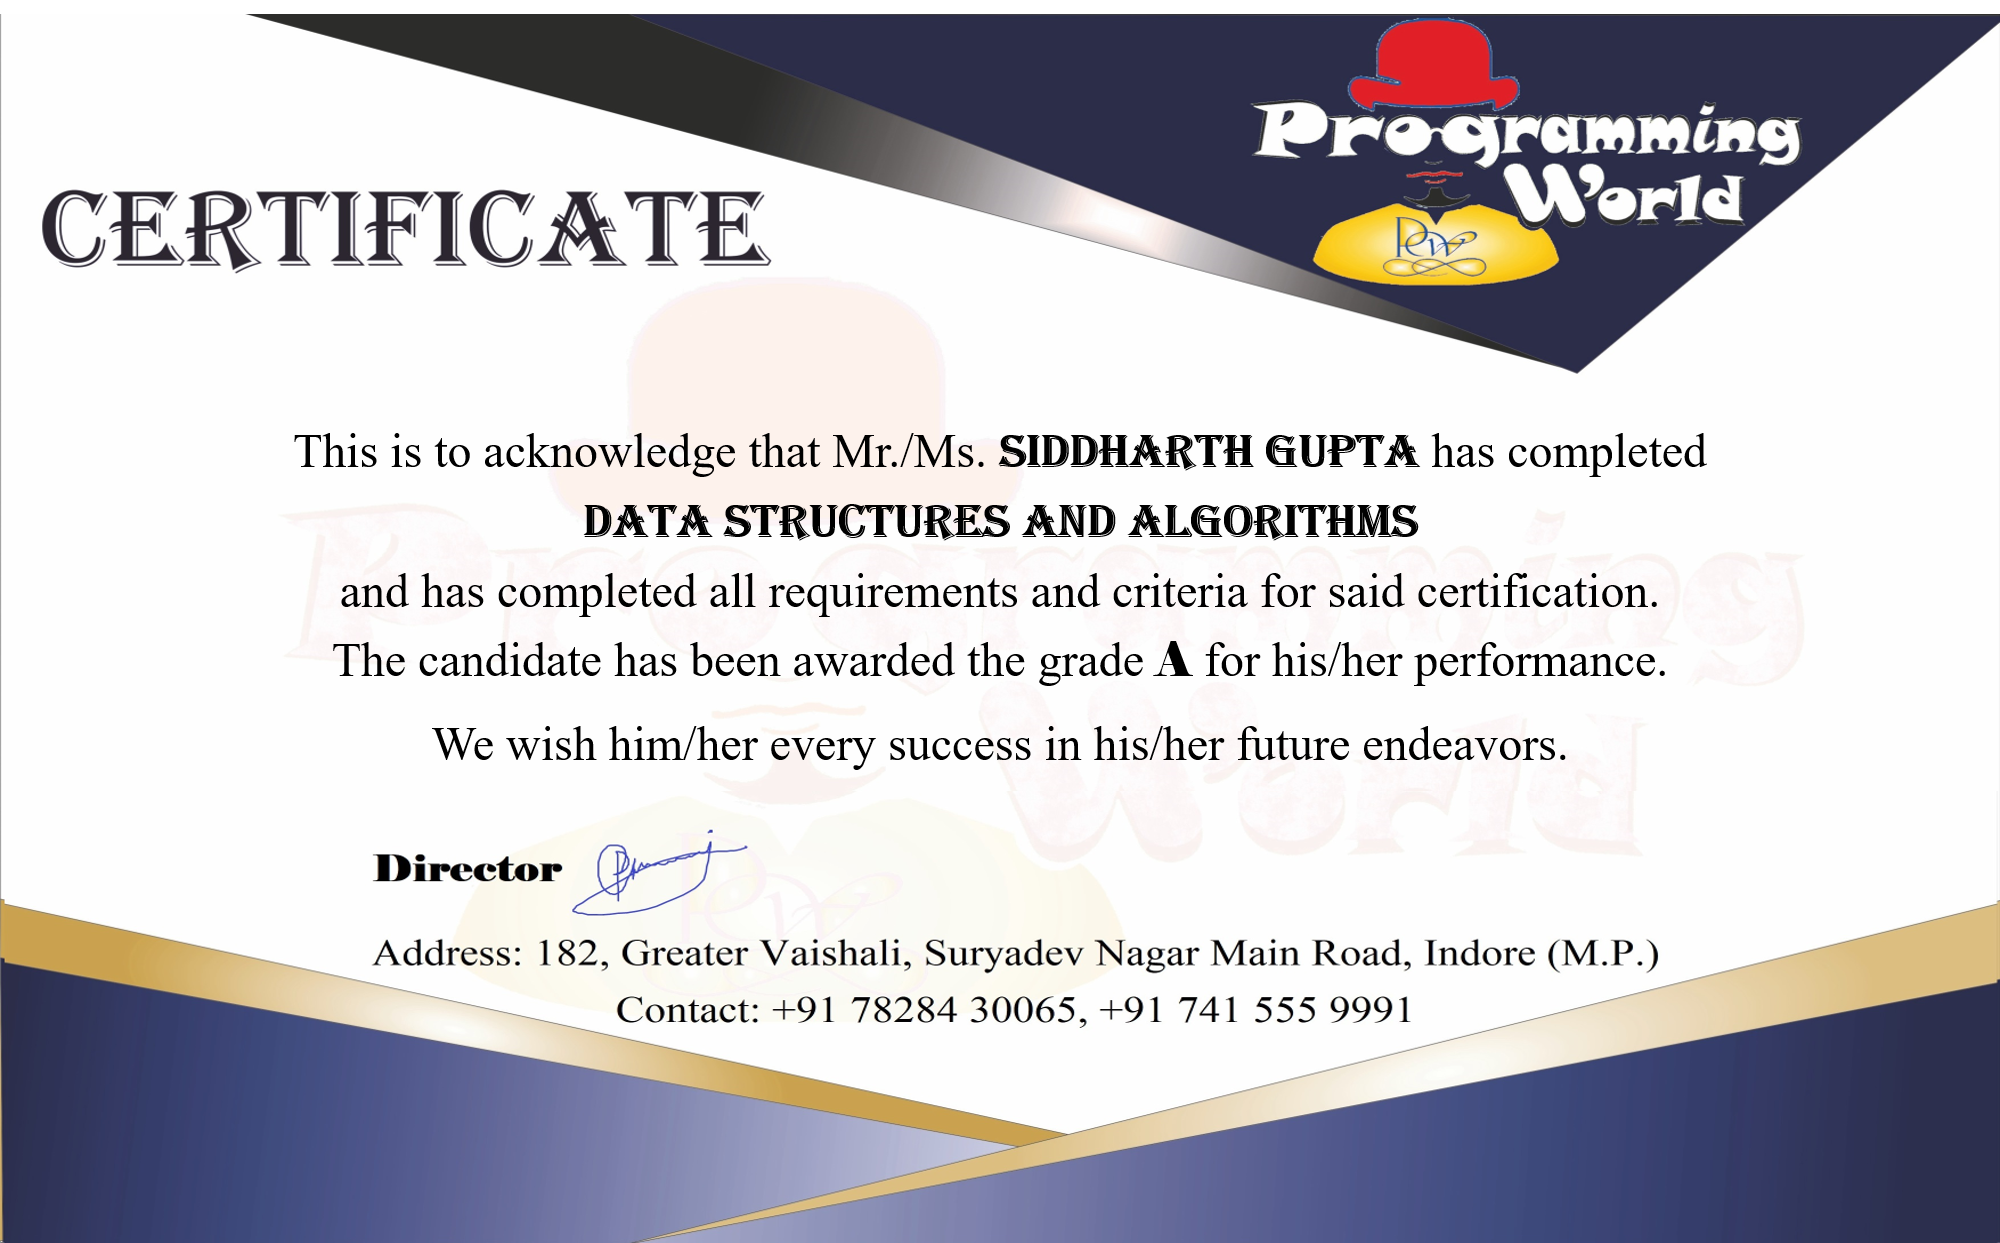 Programming
World
PCW
CERTIFICATE
This is to acknowledge that Mr./Ms. SIDDHARTH GUPTA has completed
DATA STRUCTURES AND ALGORITHMS
and has completed all requirements and criteria for said certification.
The candidate has been awarded the grade A for his/her performance.
We wish him/her every success in his/her future endeavors.
Director
Address: 182, Greater Vaishali, Suryadev Nagar Main Road, Indore (M.P.)
Contact: +91 78284 30065, +91 741 555 9991